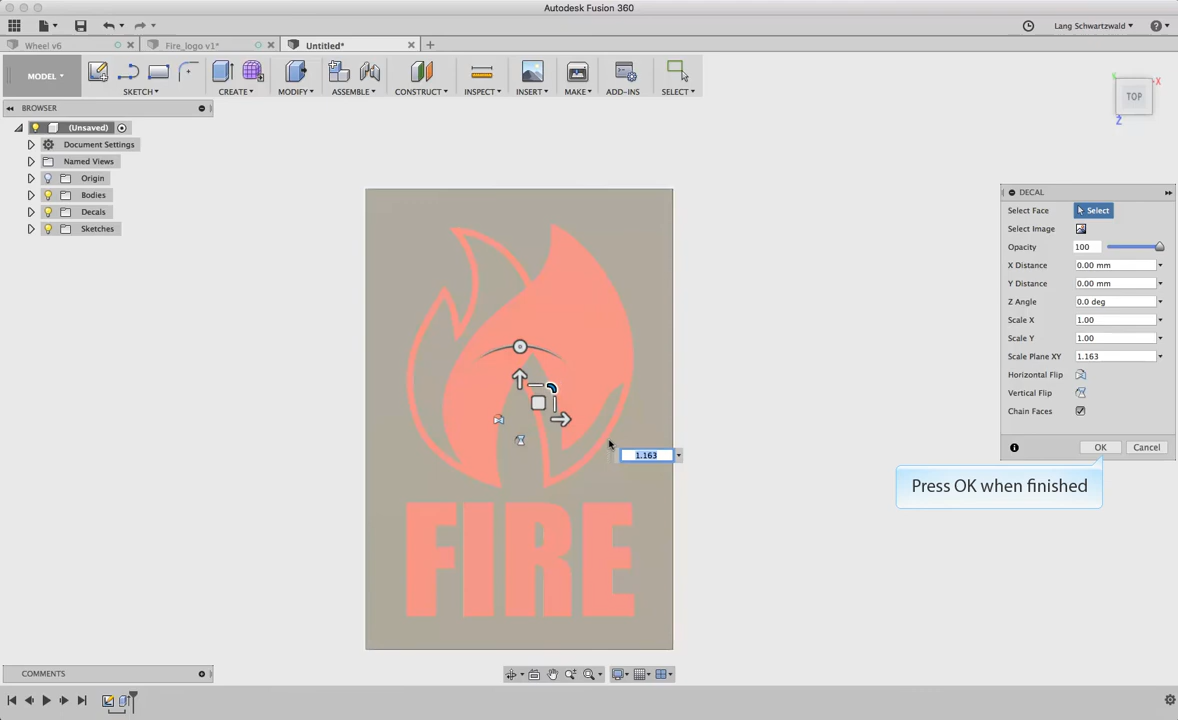 Autodesk Fusion 360
Lang Schwartzwald
Wheel v6
Fire_logo v1*
Untitled*
MODEL
SKETCH
CREATE
MODIFY
ASSEMBLE
CONSTRUCT
INSPECT
INSERT
MAKE
ADD-INS
SELECT
BROWSER
(Unsaved)
Document Settings
Named Views
Origin
Bodies
Decals
Sketches
TOP
X
Z
DECAL
Select Face Select
Select Image
Opacity 100
X Distance 0.00 mm
Y Distance 0.00 mm
Z Angle 0.0 deg
Scale X 1.00
Scale Y 1.00
Scale Plane XY 1.163
Horizontal Flip
Vertical Flip
Chain Faces
OK Cancel
Press OK when finished
1.163
FIRE
COMMENTS